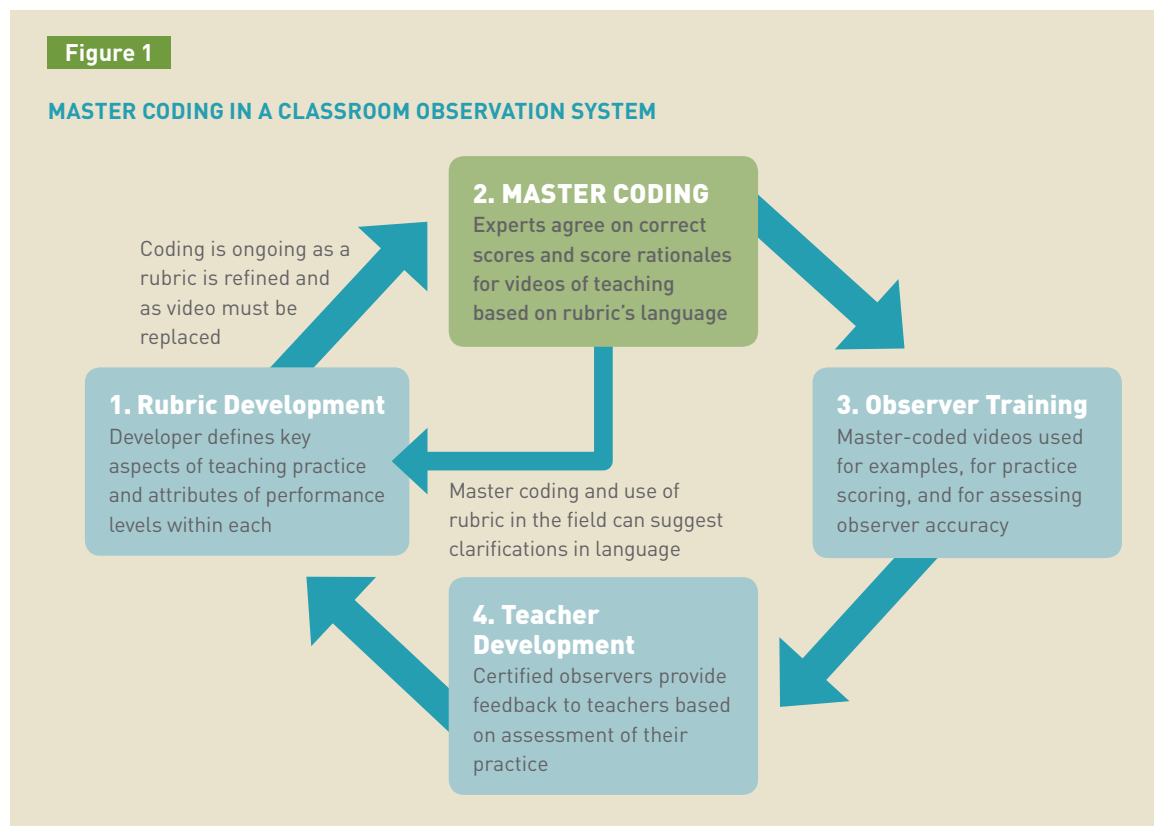 Figure 1
MASTER CODING IN A CLASSROOM OBSERVATION SYSTEM
Coding is ongoing as a
rubric is refined and
as video must be
replaced
2. MASTER CODING
Experts agree on correct
scores and score rationales
for videos of teaching
based on rubric’s language
1. Rubric Development
Developer defines key
aspects of teaching practice
and attributes of performance
levels within each
3. Observer Training
Master-coded videos used
for examples, for practice
scoring, and for assessing
observer accuracy
Master coding and use of
rubric in the field can suggest
clarifications in language
4. Teacher
Development
Certified observers provide
feedback to teachers based
on assessment of their
practice